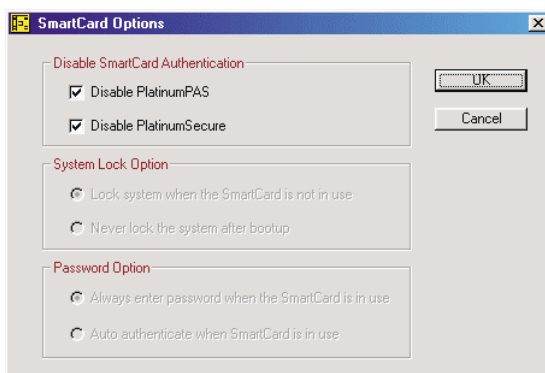 SmartCard Options
Disable SmartCard Authentication
Disable PlatinumPAS
Disable PlatinumSecure
OK
Cancel
System Lock Option
Lock system when the SmartCard is not in use
Never lock the system after bootup
Password Option
Always enter password when the SmartCard is in use
Auto authenticate when SmartCard is in use